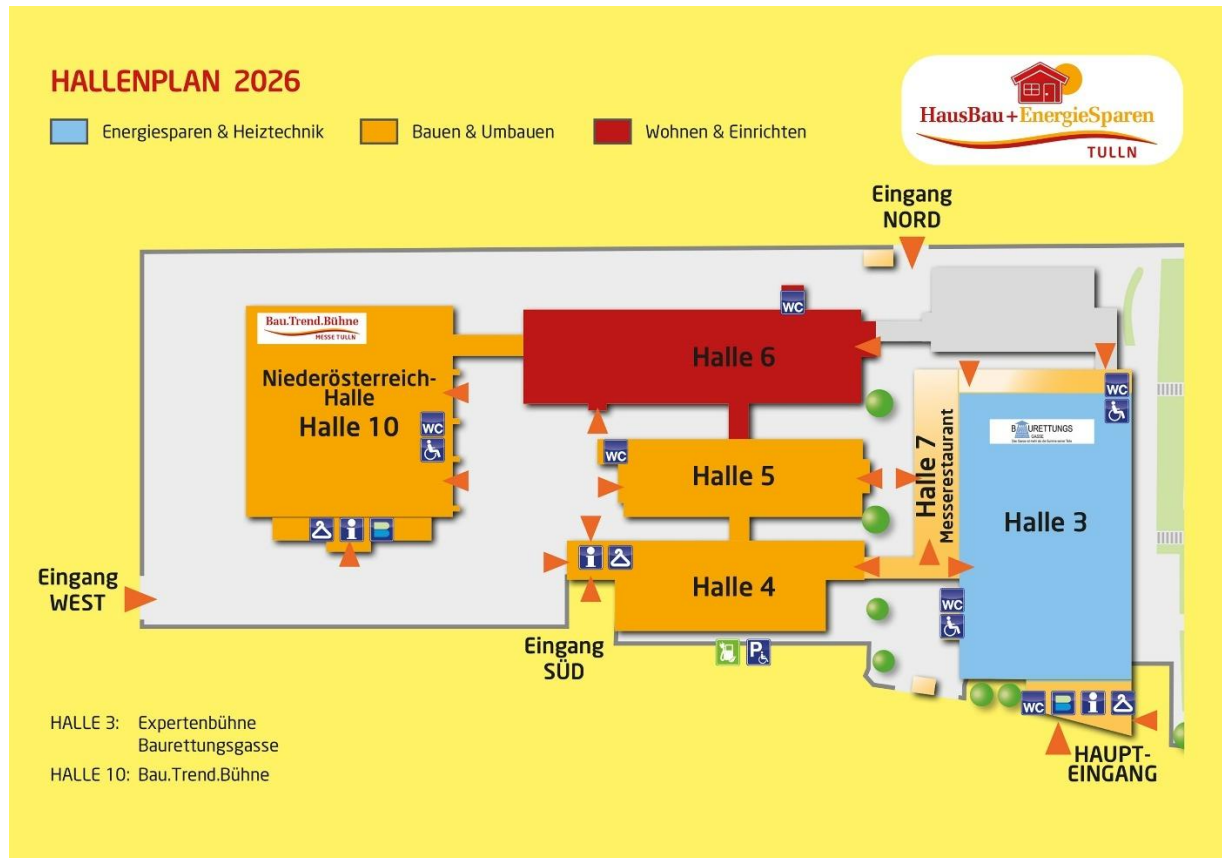 HALLENPLAN 2026
Energiesparen & Heiztechnik
Bauen & Umbauen
Wohnen & Einrichten
HausBau+EnergieSparen
TULLN
Eingang
NORD
WC
Bau.Trend.Bühne
MESSE TULLN
Niederösterreich-
Halle
Halle 10
WC
Halle 6
WC
Halle 5
Halle 7
Messerestaurant
WC
BAURETTUNGS
GASSE
Halle 3
Halle 4
WC
Eingang
WEST
Eingang
SÜD
P
WC
HAUPT-
EINGANG
HALLE 3: Expertenbühne
Baurettungsgasse
HALLE 10: Bau.Trend.Bühne